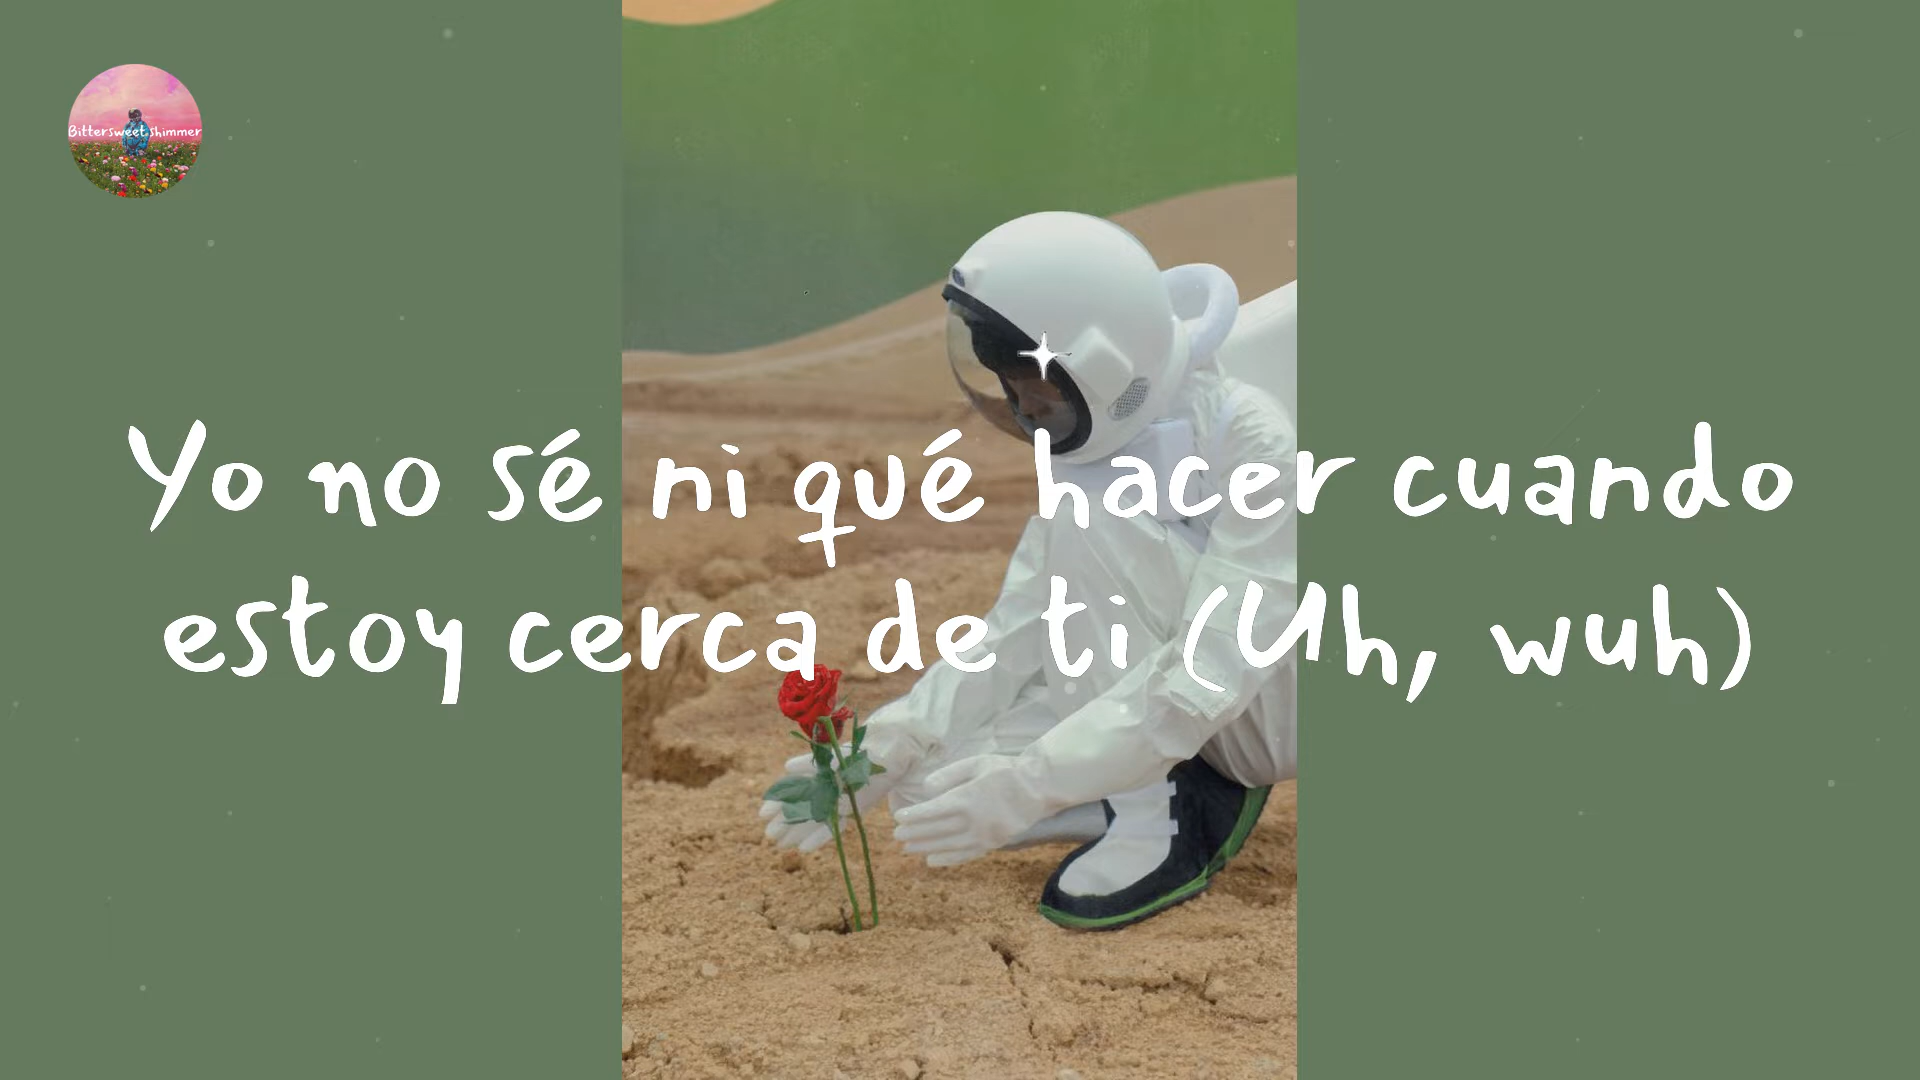 Bittersweet shimmer
Yo no sé ni qué hacer cuando
estoy cerca de ti (Uh, wuh)